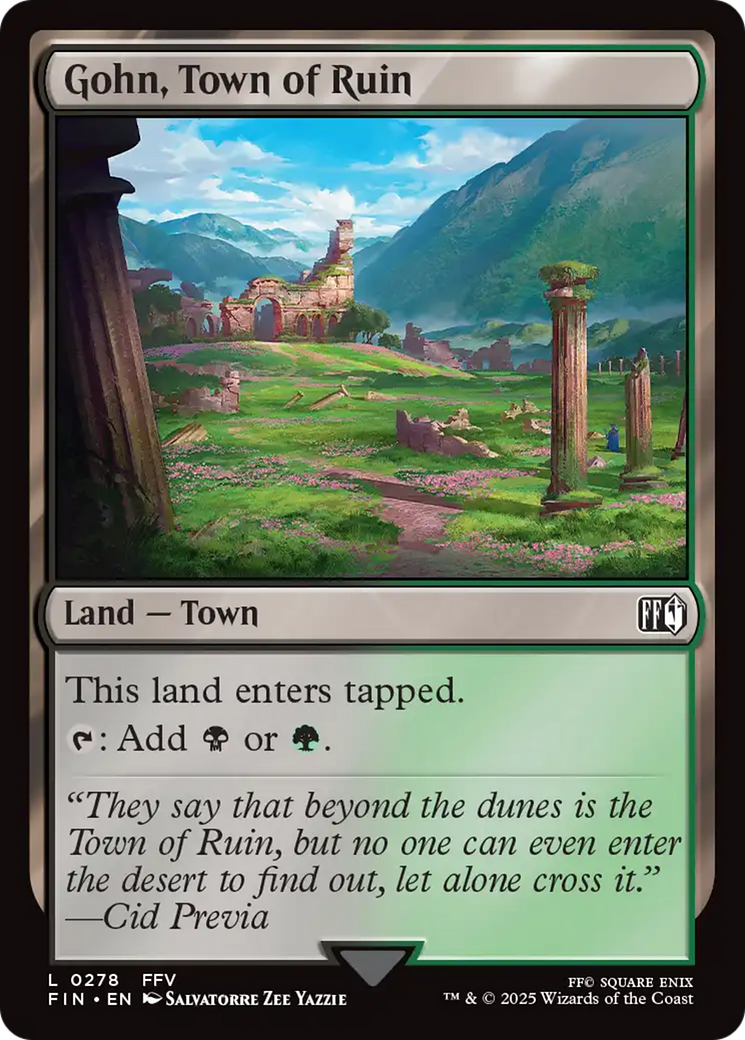 Gohn, Town of Ruin
Land — Town
FF
This land enters tapped.
: Add or .
“They say that beyond the dunes is the
Town of Ruin, but no one can even enter
the desert to find out, let alone cross it.”
—Cid Previa
L 0278 FFV
FIN • EN Salvatorre Zee Yazzie
FF© SQUARE ENIX
™ & © 2025 Wizards of the Coast